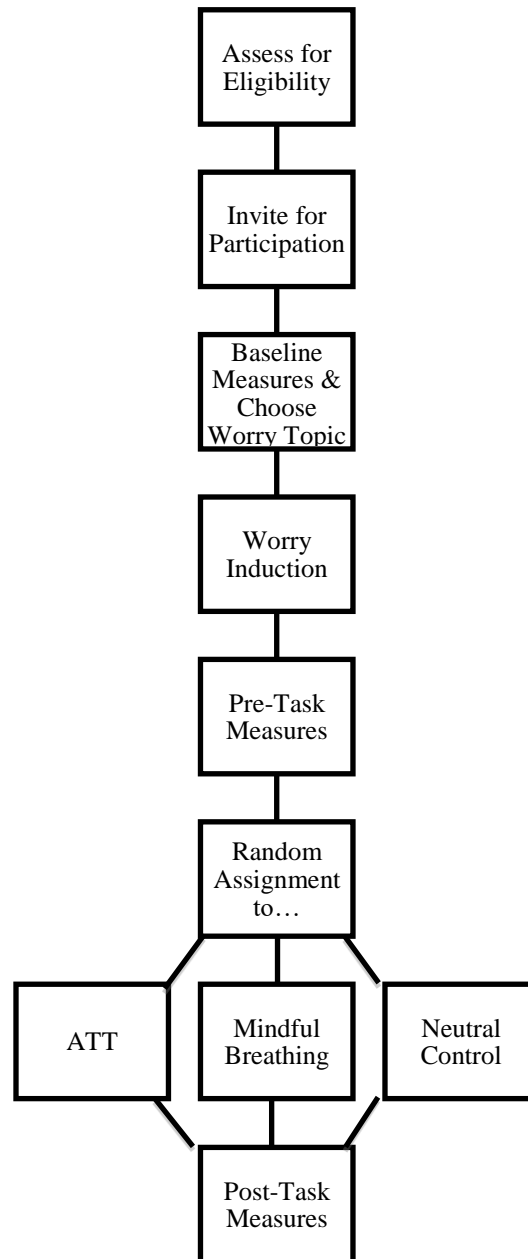 Assess for
Eligibility
Invite for
Participation
Baseline
Measures &
Choose
Worry Topic
Worry
Induction
Pre-Task
Measures
Random
Assignment
to…
ATT
Mindful
Breathing
Neutral
Control
Post-Task
Measures